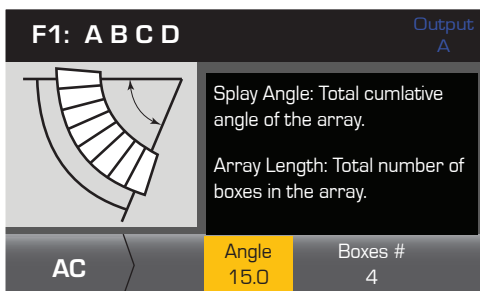 F1: A B C D
Output
A
Splay Angle: Total cumlative
angle of the array.
Array Length: Total number of
boxes in the array.
AC
Angle
15.0
Boxes #
4